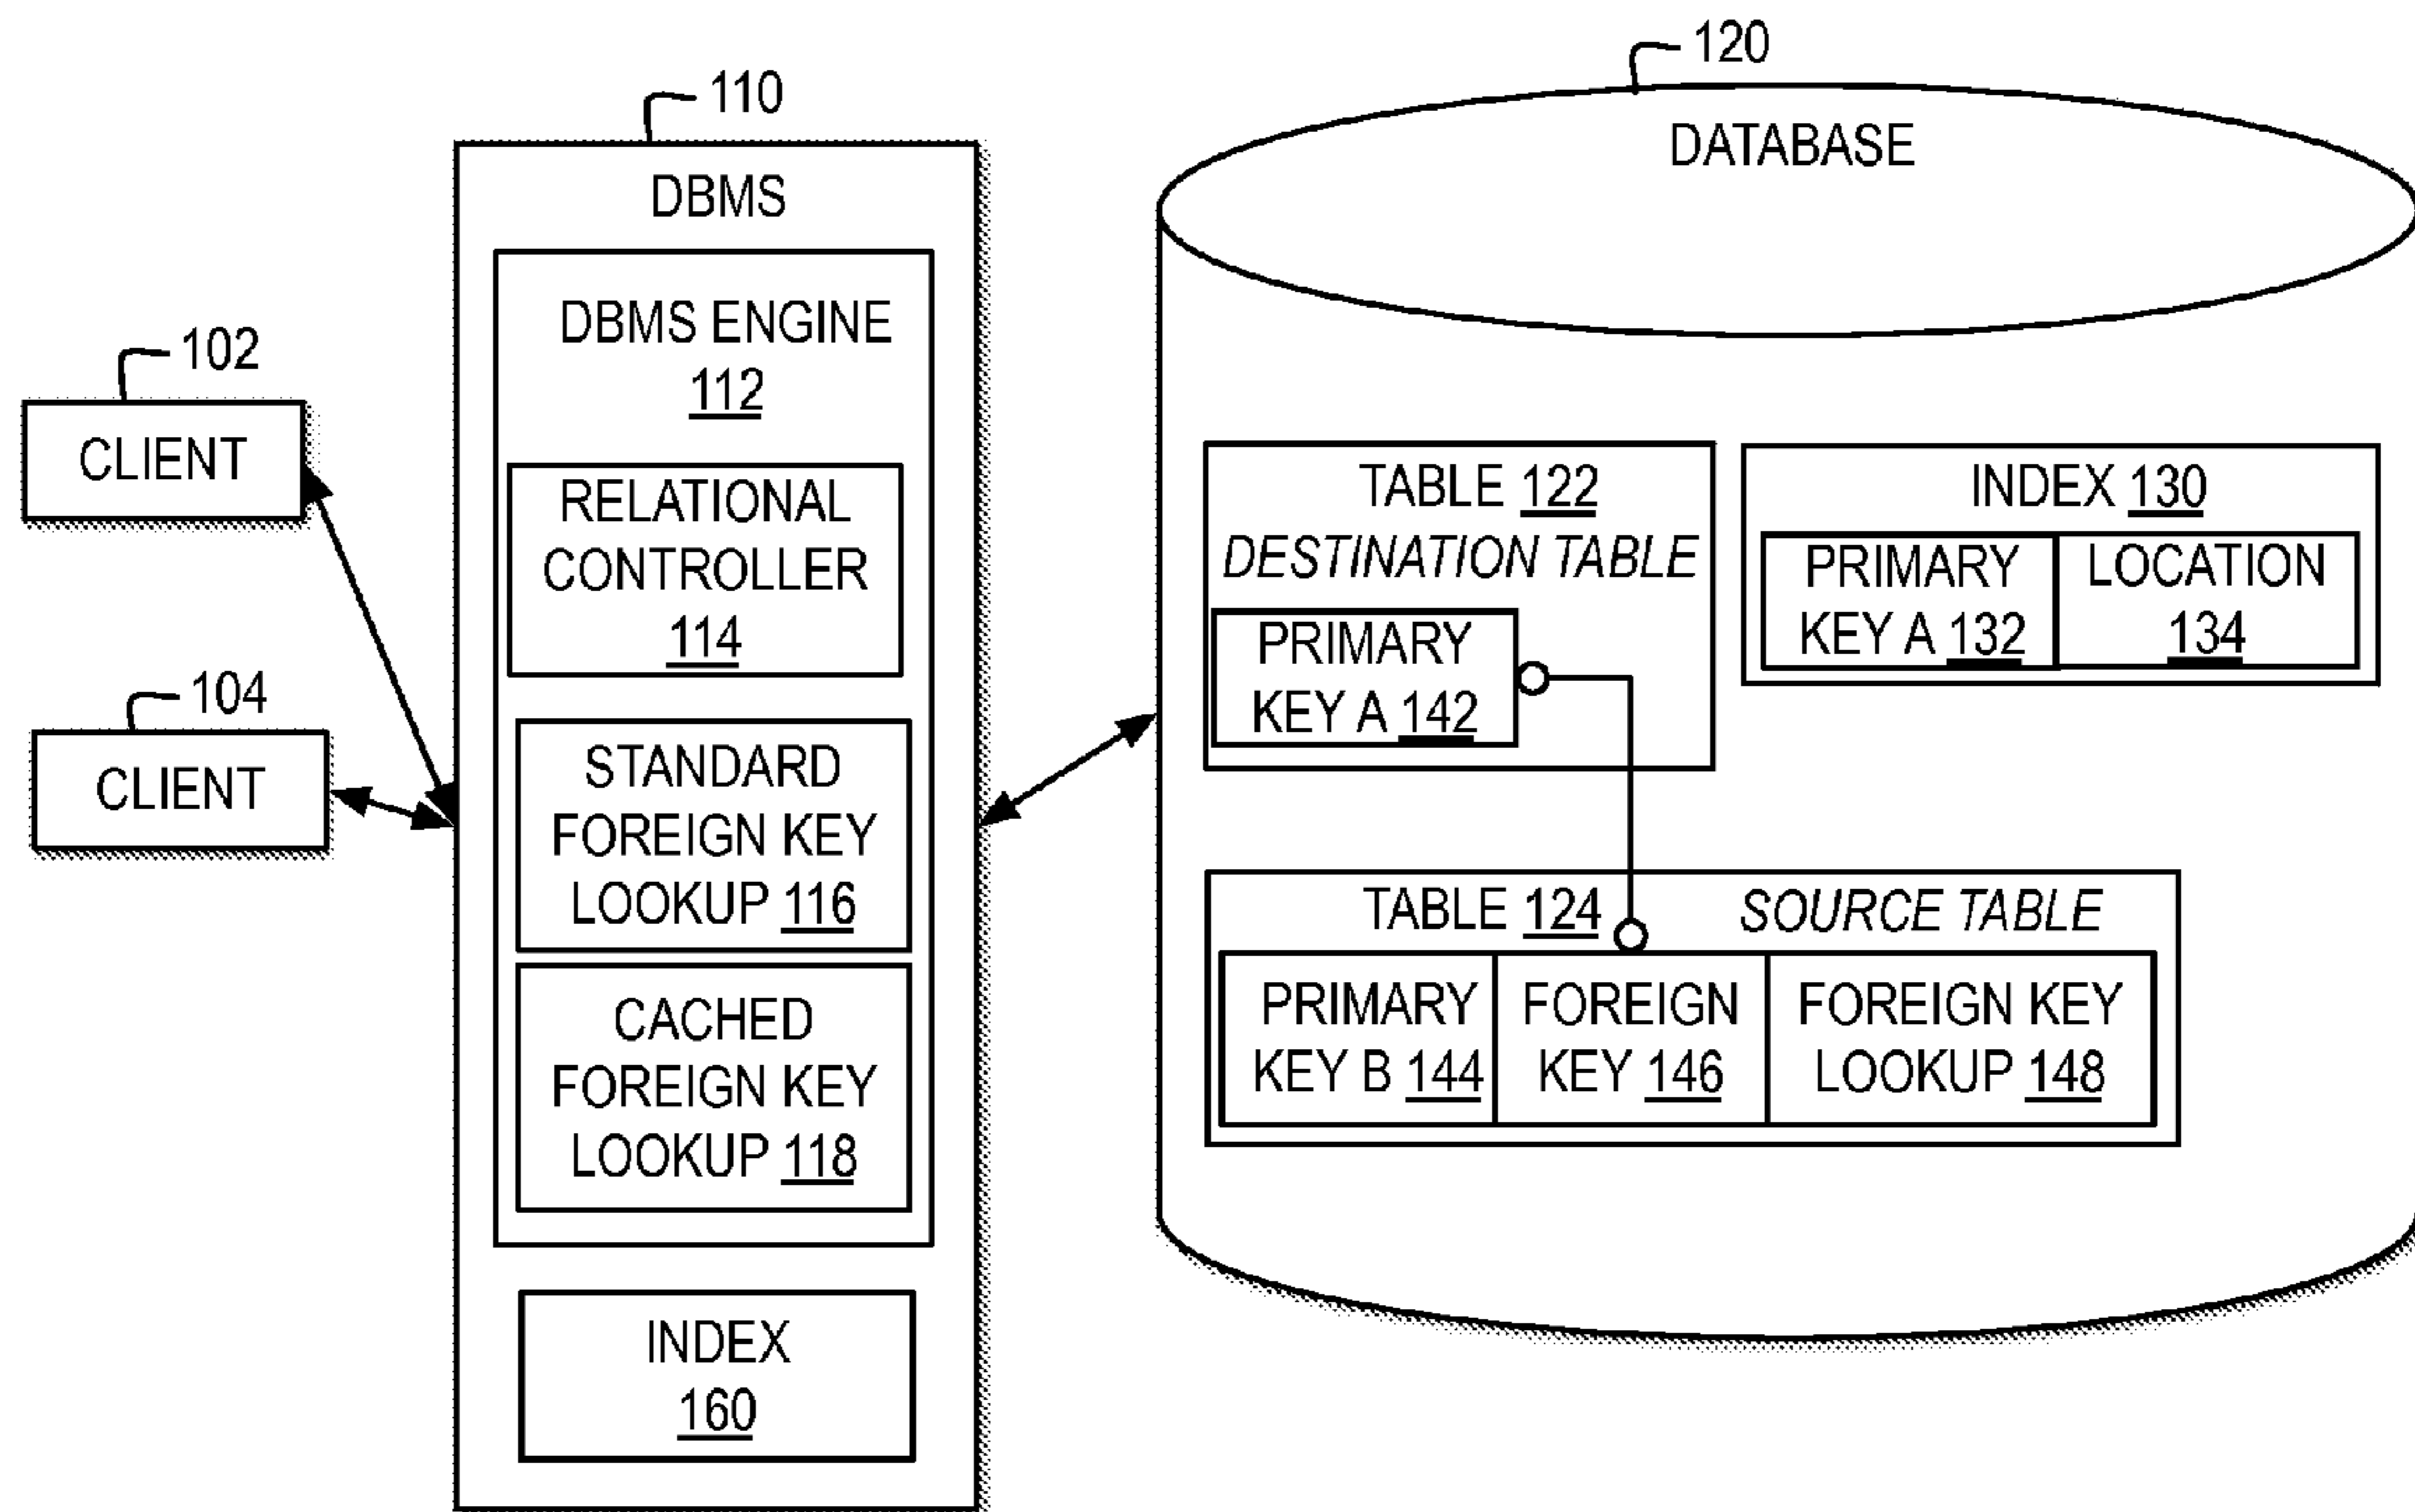 102
CLIENT
104
CLIENT
110
DBMS
DBMS ENGINE
112
RELATIONAL
CONTROLLER
114
STANDARD
FOREIGN KEY
LOOKUP 116
CACHED
FOREIGN KEY
LOOKUP 118
INDEX
160
120
DATABASE
TABLE 122
DESTINATION TABLE
PRIMARY
KEY A 142
INDEX 130
PRIMARY
KEY A 132
LOCATION
134
TABLE 124
SOURCE TABLE
PRIMARY
KEY B 144
FOREIGN
KEY 146
FOREIGN KEY
LOOKUP 148